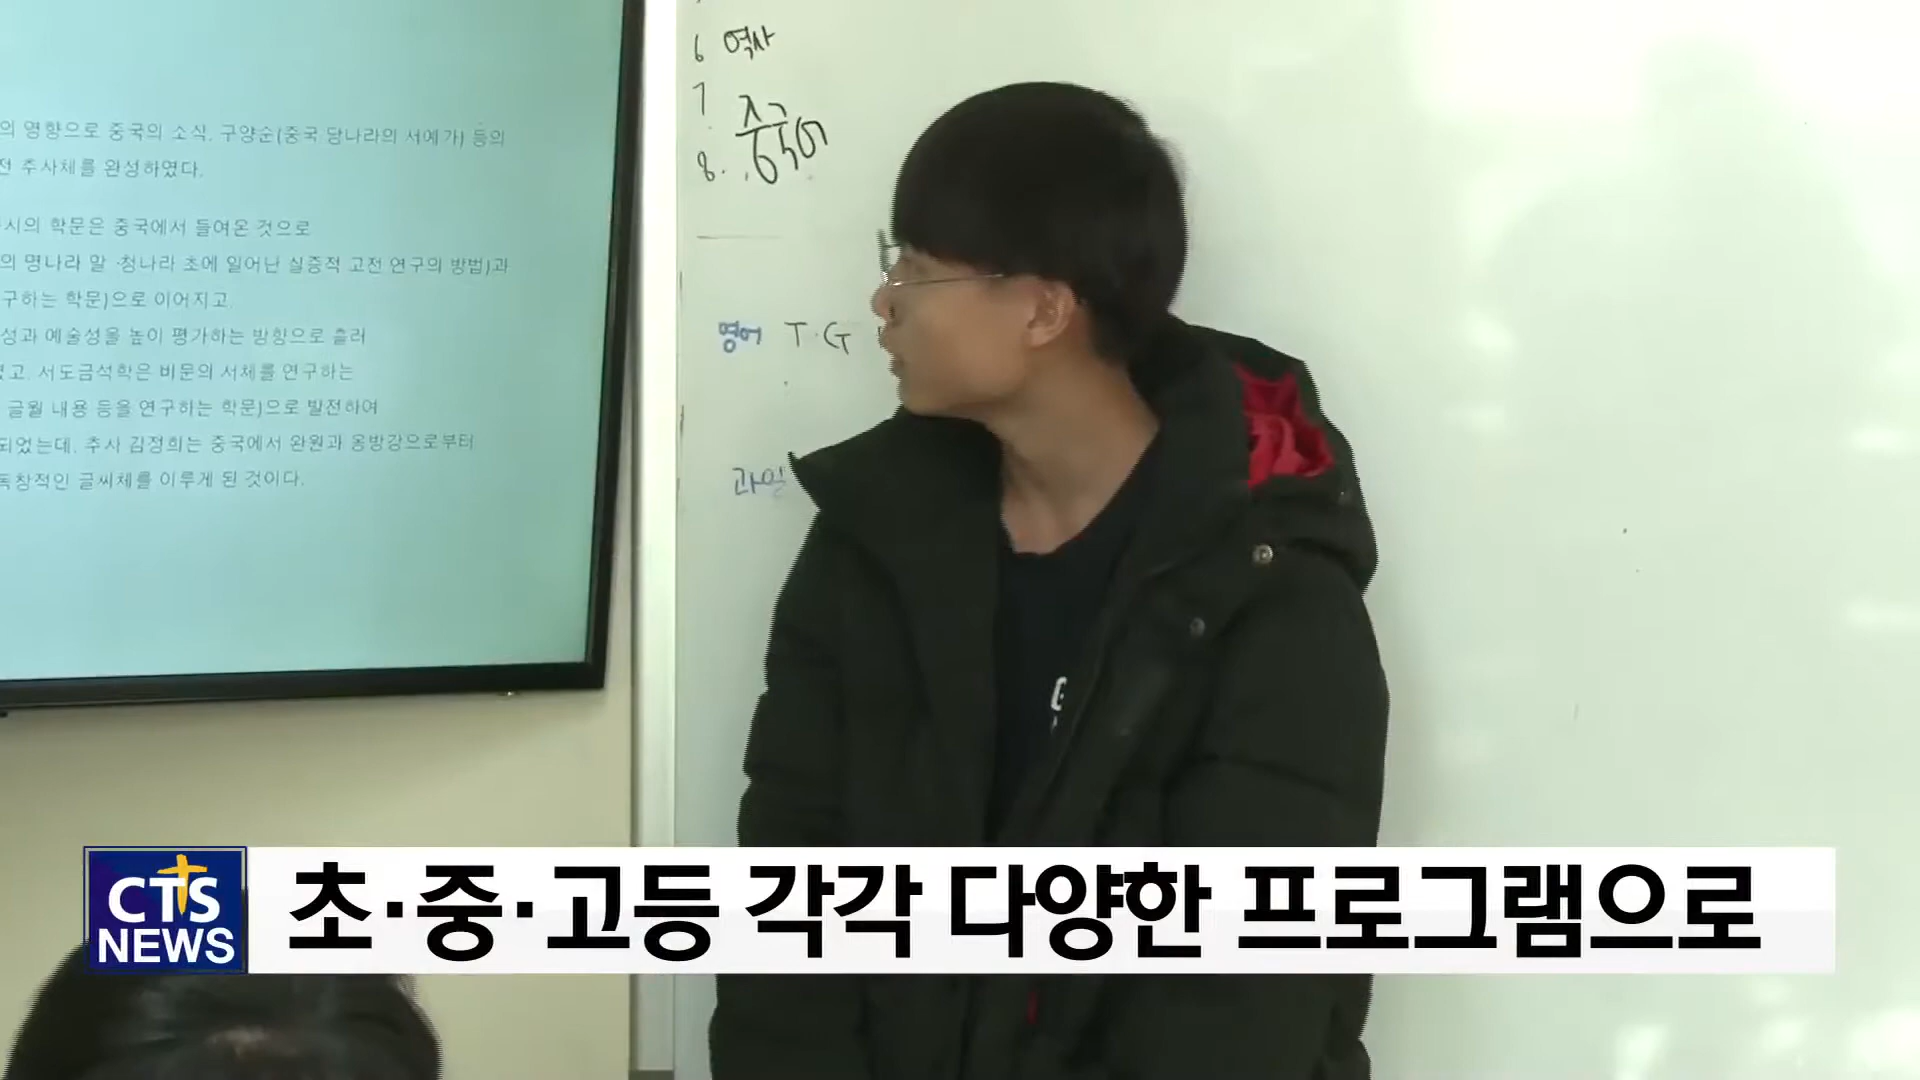 의 영향으로 중국의 소식, 구양순(중국 당나라의 서예가) 등의
전 추사체를 완성하였다.
시의 학문은 중국에서 들여온 것으로
의 명나라 말 ·청나라 초에 일어난 실증적 고전 연구의 방법)과
구하는 학문)으로 이어지고,
성과 예술성을 높이 평가하는 방향으로 흘러
였고, 서도금석학은 비문의 서체를 연구하는
글월 내용 등을 연구하는 학문)으로 발전하여
되었는데, 추사 김정희는 중국에서 완원과 옹방강으로부터
독창적인 글씨체를 이루게 된 것이다.
6 역사
7
8. 중국어
영어 T·G
과일
CTS
NEWS
초·중·고등 각각 다양한 프로그램으로